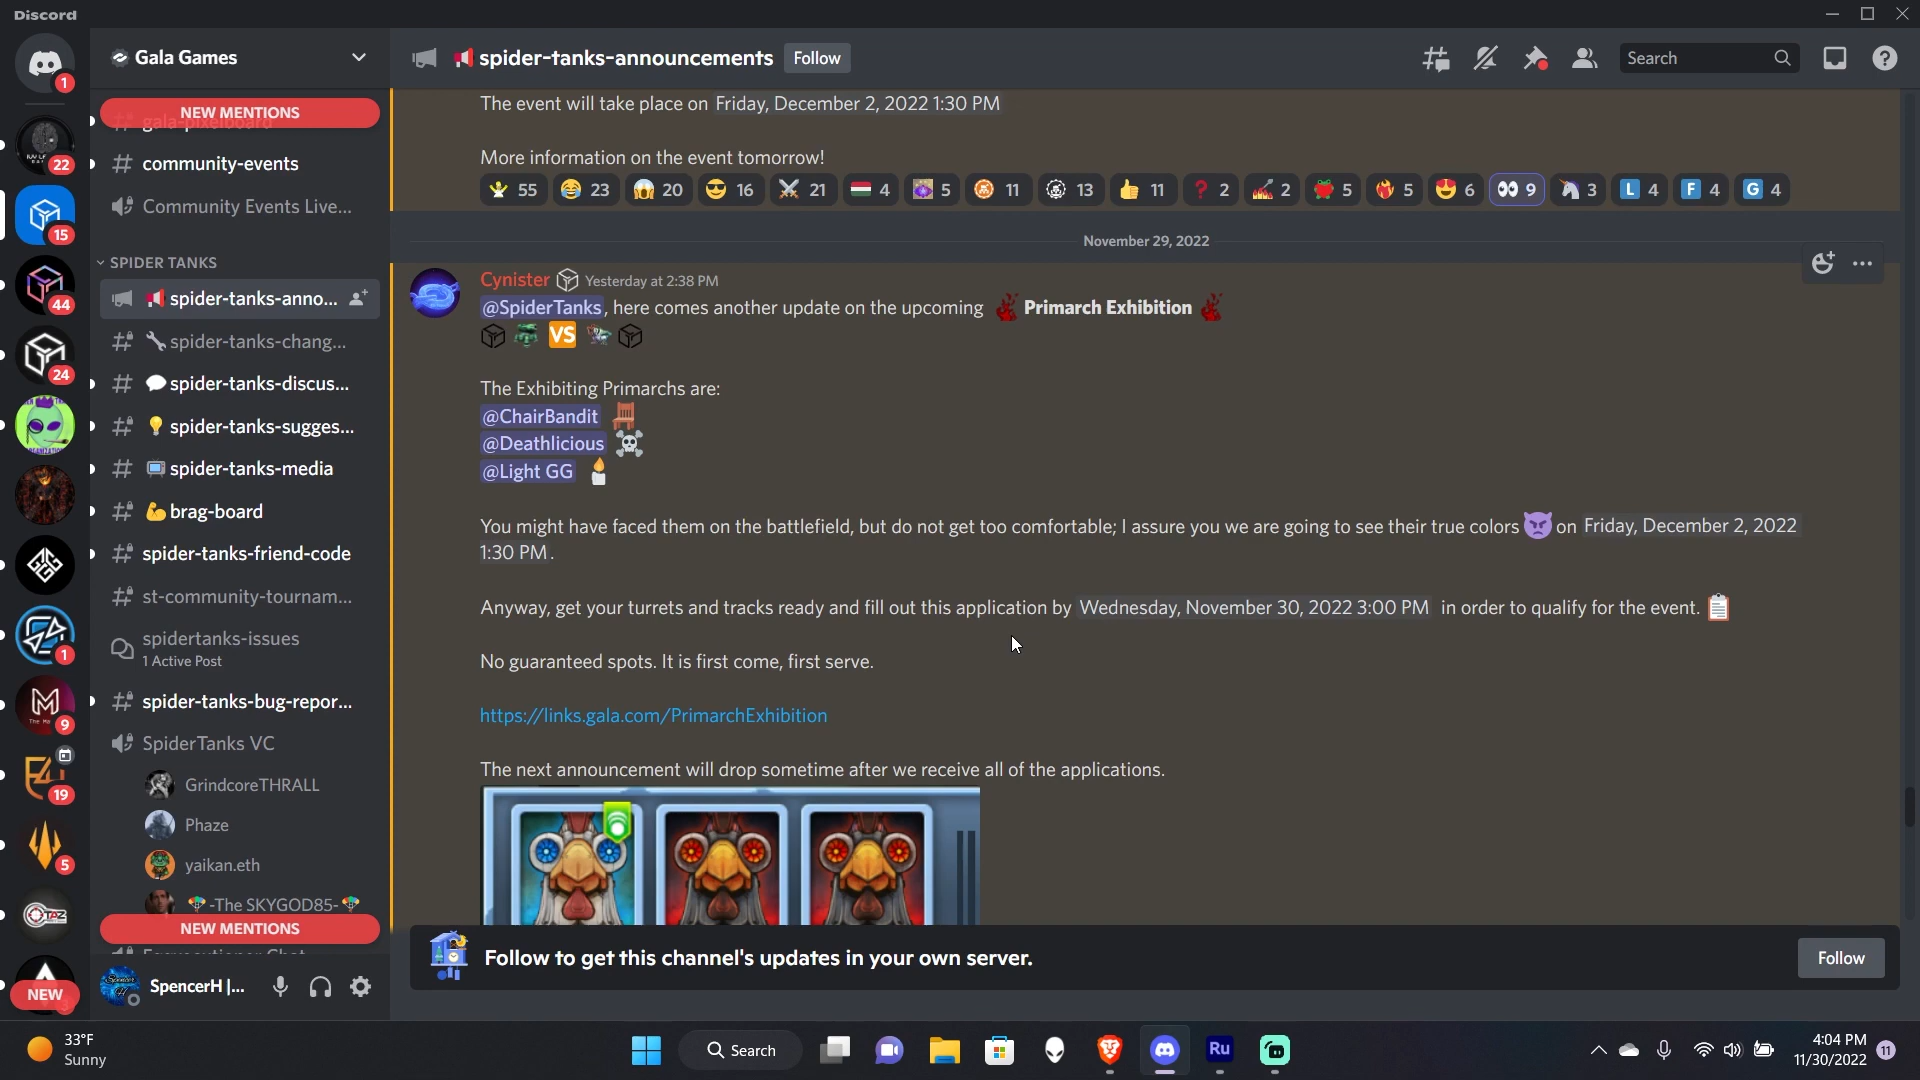 Discord
Gala Games
spider-tanks-announcements
Follow
Search
1
NEW MENTIONS
gala-pixelboard
community-events
Community Events Live...
SPIDER TANKS
spider-tanks-anno...
spider-tanks-chang...
spider-tanks-discus...
spider-tanks-sugges...
spider-tanks-media
brag-board
spider-tanks-friend-code
st-community-tournam...
spidertanks-issues
1 Active Post
spider-tanks-bug-repor...
SpiderTanks VC
GrindcoreTHRALL
Phaze
yaikan.eth
-The SKYGOD85-
NEW MENTIONS
22
15
44
24
1
9
19
5
NEW
SpencerH |...
The event will take place on Friday, December 2, 2022 1:30 PM
More information on the event tomorrow!
55 23 20 16 21 4 5 11 13 11 2 2 5 5 6 9 3 L 4 F 4 G 4
November 29, 2022
Cynister Yesterday at 2:38 PM
@SpiderTanks, here comes another update on the upcoming Primarch Exhibition
VS
The Exhibiting Primarchs are:
@ChairBandit
@Deathlicious
@Light GG
You might have faced them on the battlefield, but do not get too comfortable; I assure you we are going to see their true colors on Friday, December 2, 2022
1:30 PM.
Anyway, get your turrets and tracks ready and fill out this application by Wednesday, November 30, 2022 3:00 PM in order to qualify for the event.
No guaranteed spots. It is first come, first serve.
https://links.gala.com/PrimarchExhibition
The next announcement will drop sometime after we receive all of the applications.
Follow to get this channel's updates in your own server.
Follow
33°F
Sunny
Search
Ru
4:04 PM
11/30/2022
11